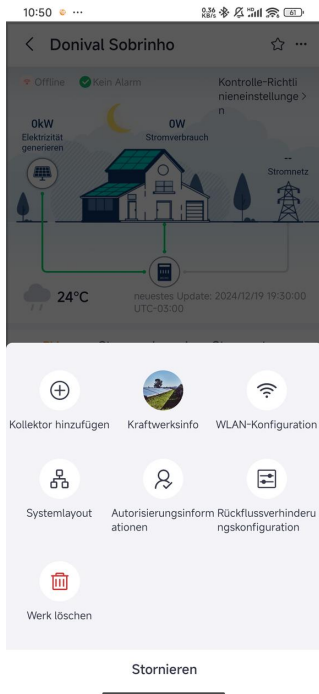 10:50 ···
0.36 KB/s HD 61
Donival Sobrinho ···
Offline
Kein Alarm
Kontrolle-Richtli
nieneinstellunge >
n
0kW
Elektrizität
generieren
0W
Stromverbrauch
--
Stromnetz
24°C
neuestes Update: 2024/12/19 19:30:00
UTC-03:00
Kollektor hinzufügen
Kraftwerksinfo
WLAN-Konfiguration
Systemlayout
Autorisierungsinform
ationen
Rückflussverhinderu
ngskonfiguration
Werk löschen
Stornieren